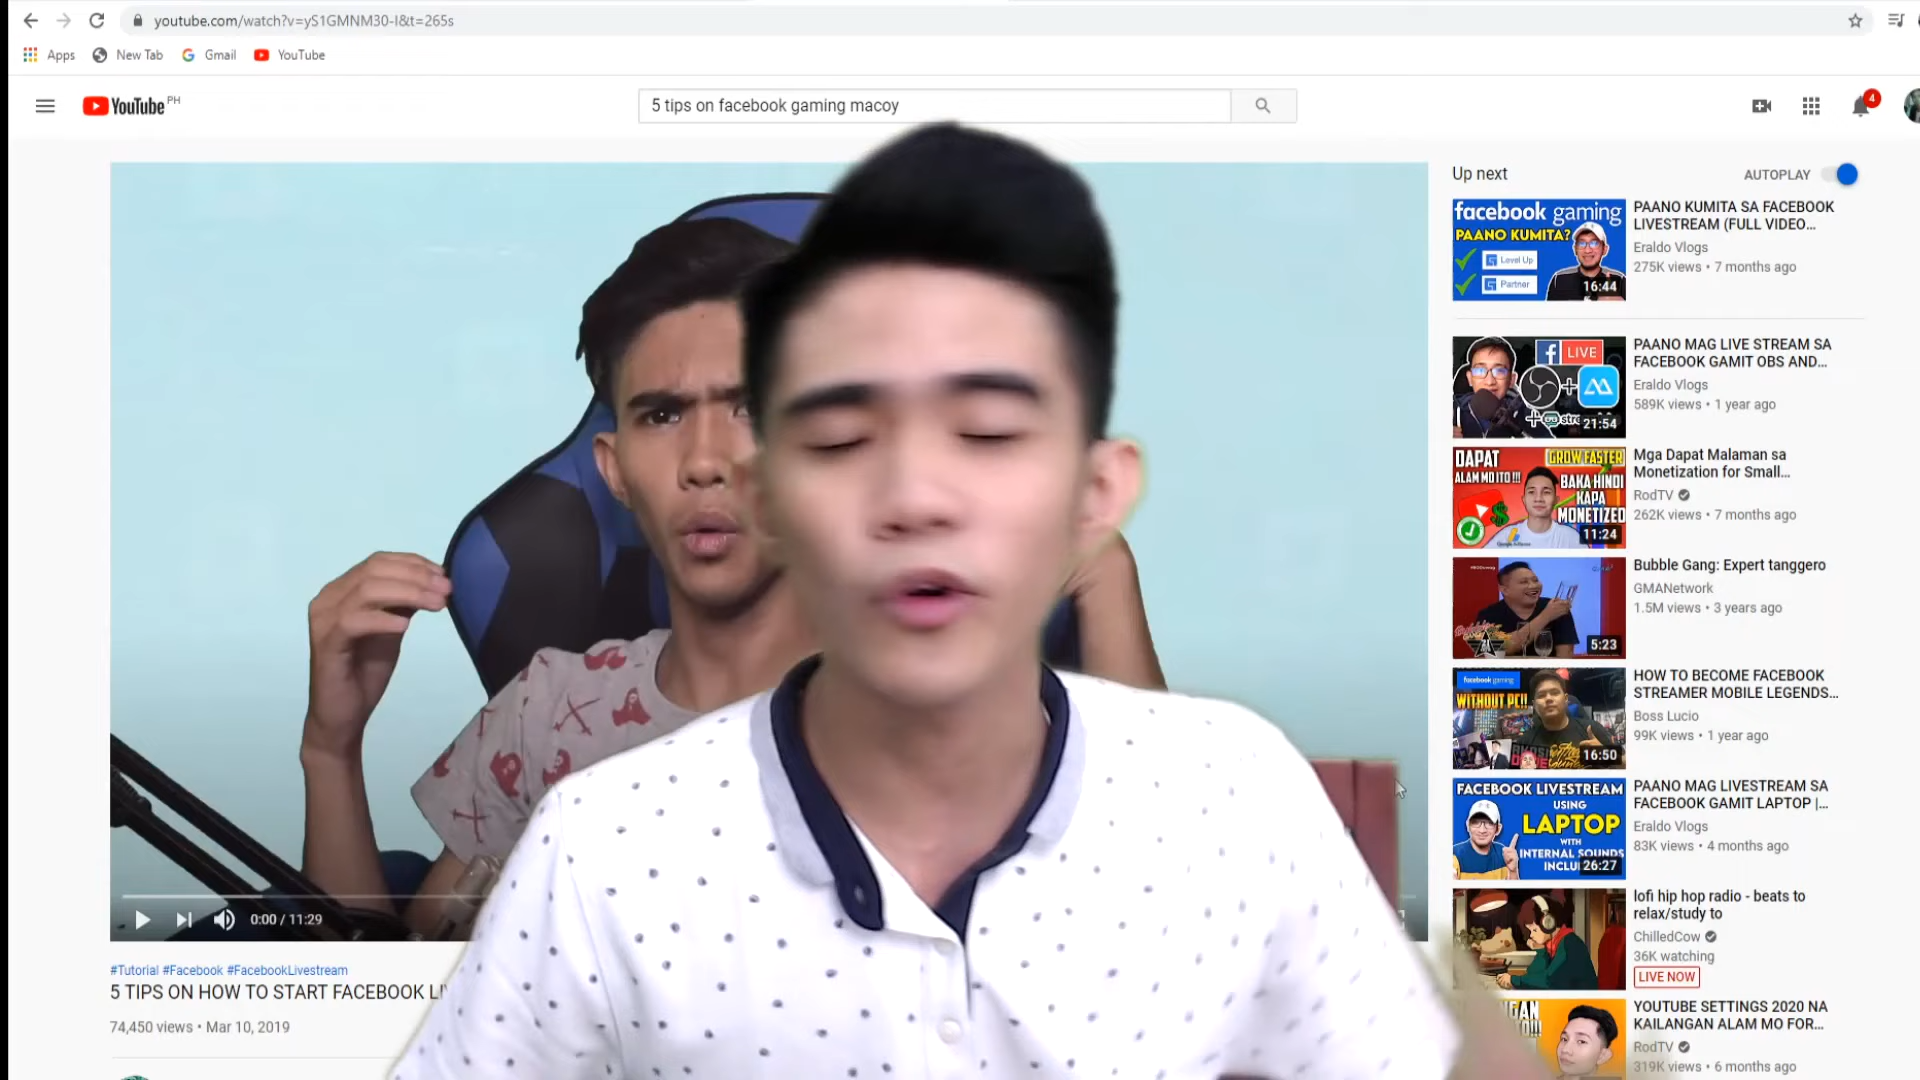 youtube.com/watch?v=yS1GMNM30-I&t=265s
Apps
New Tab
Gmail
YouTube
YouTube PH
5 tips on facebook gaming macoy
4
0:00 / 11:29
#Tutorial #Facebook #FacebookLivestream
5 TIPS ON HOW TO START FACEBOOK
74,450 views • Mar 10, 2019
Up next
AUTOPLAY
facebook gaming
PAANO KUMITA?
Level Up
Partner
16:44
PAANO KUMITA SA FACEBOOK
LIVESTREAM (FULL VIDEO...
Eraldo Vlogs
275K views • 7 months ago
LIVE
21:54
PAANO MAG LIVE STREAM SA
FACEBOOK GAMIT OBS AND...
Eraldo Vlogs
589K views • 1 year ago
DAPAT
ALAM MO ITO!!!
GROW FASTER
BAKA HINDI
KAPA
MONETIZED
11:24
Mga Dapat Malaman sa
Monetization for Small...
RodTV
262K views • 7 months ago
5:23
Bubble Gang: Expert tanggero
GMANetwork
1.5M views • 3 years ago
facebook gaming
WITHOUT PC!!
16:50
HOW TO BECOME FACEBOOK
STREAMER MOBILE LEGENDS...
Boss Lucio
99K views • 1 year ago
FACEBOOK LIVESTREAM
USING
LAPTOP
WITH
INTERNAL SOUNDS
26:27
PAANO MAG LIVESTREAM SA
FACEBOOK GAMIT LAPTOP |...
Eraldo Vlogs
83K views • 4 months ago
lofi hip hop radio - beats to
relax/study to
ChilledCow
36K watching
LIVE NOW
YOUTUBE SETTINGS 2020 NA
KAILANGAN ALAM MO FOR...
RodTV
319K views • 6 months ago